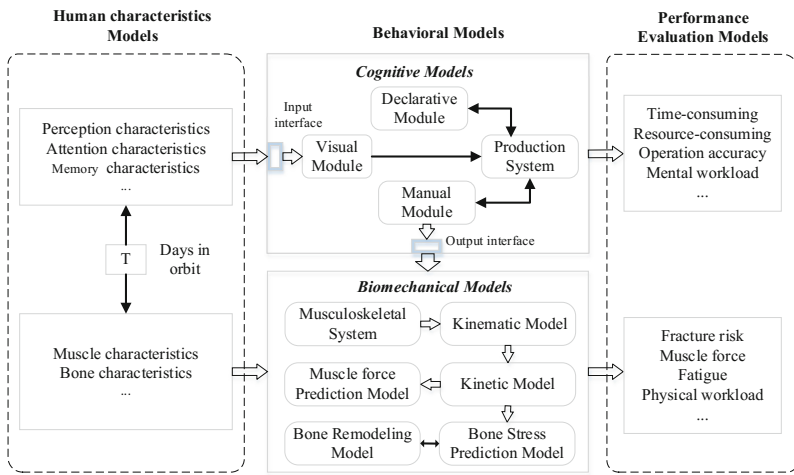 Human characteristics
Models
Behavioral Models
Performance
Evaluation Models
Perception characteristics
Attention characteristics
Memory characteristics
...
T
Days in
orbit
Muscle characteristics
Bone characteristics
...
Input
interface
Cognitive Models
Declarative
Module
Visual
Module
Production
System
Manual
Module
Output interface
Biomechanical Models
Musculoskeletal
System
Kinematic Model
Muscle force
Prediction Model
Kinetic Model
Bone Remodeling
Model
Bone Stress
Prediction Model
Time-consuming
Resource-consuming
Operation accuracy
Mental workload
...
Fracture risk
Muscle force
Fatigue
Physical workload
...